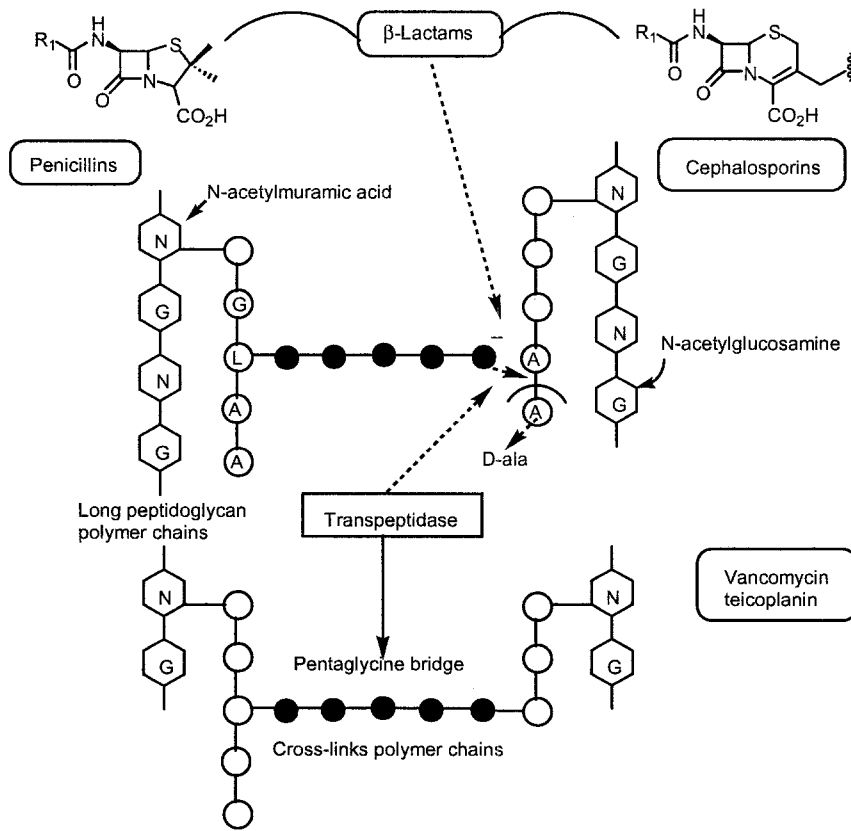 β-Lactams
R1
H
N
S
O
O
N
CO2H
R1
H
N
S
O
O
N
CO2H
Penicillins
Cephalosporins
N-acetylmuramic acid
N
G
N
G
G
L
A
A
A
A
D-ala
N
G
N
G
N-acetylglucosamine
Long peptidoglycan
polymer chains
Transpeptidase
Vancomycin
teicoplanin
N
G
Pentaglycine bridge
N
G
Cross-links polymer chains